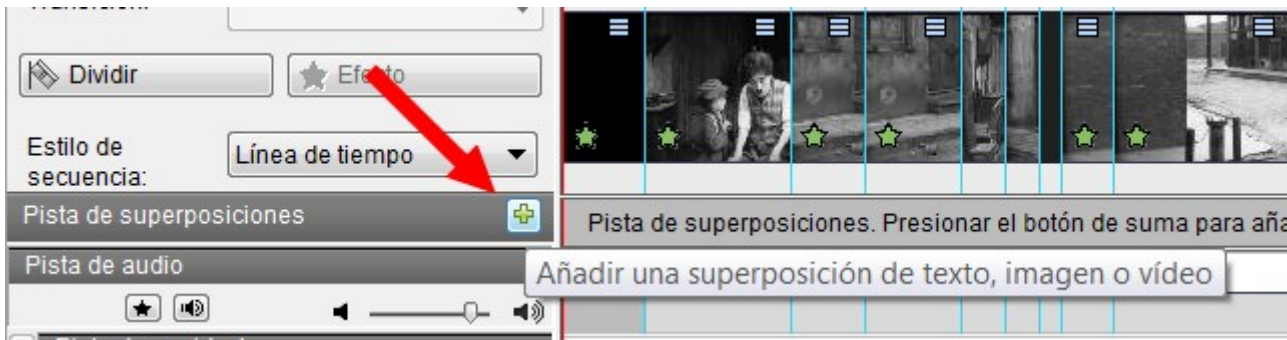 Transición:
Dividir
Efecto
Estilo de
secuencia:
Línea de tiempo
Pista de superposiciones
Pista de superposiciones. Presionar el botón de suma para aña
Pista de audio
Añadir una superposición de texto, imagen o vídeo